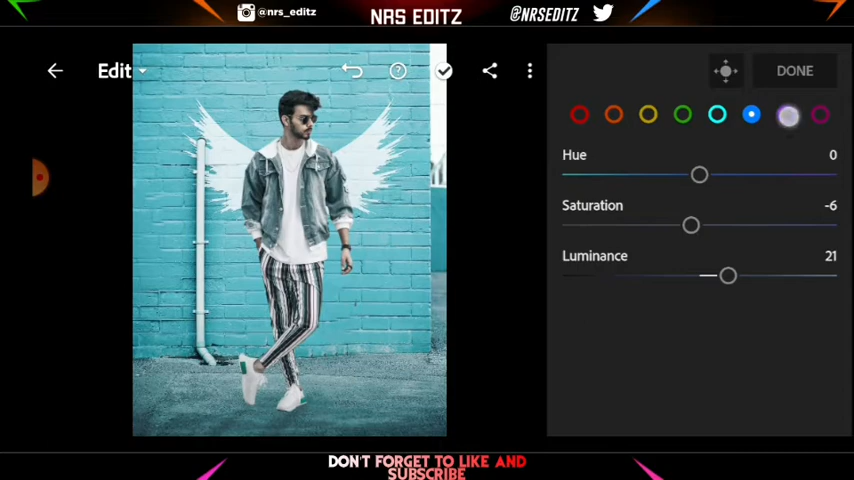 @nrs_editz
NRS EDITZ
@NRSEDITZ
Edit
DONE
Hue 0
Saturation -6
Luminance 21
DON'T FORGET TO LIKE AND
SUBSCRIBE